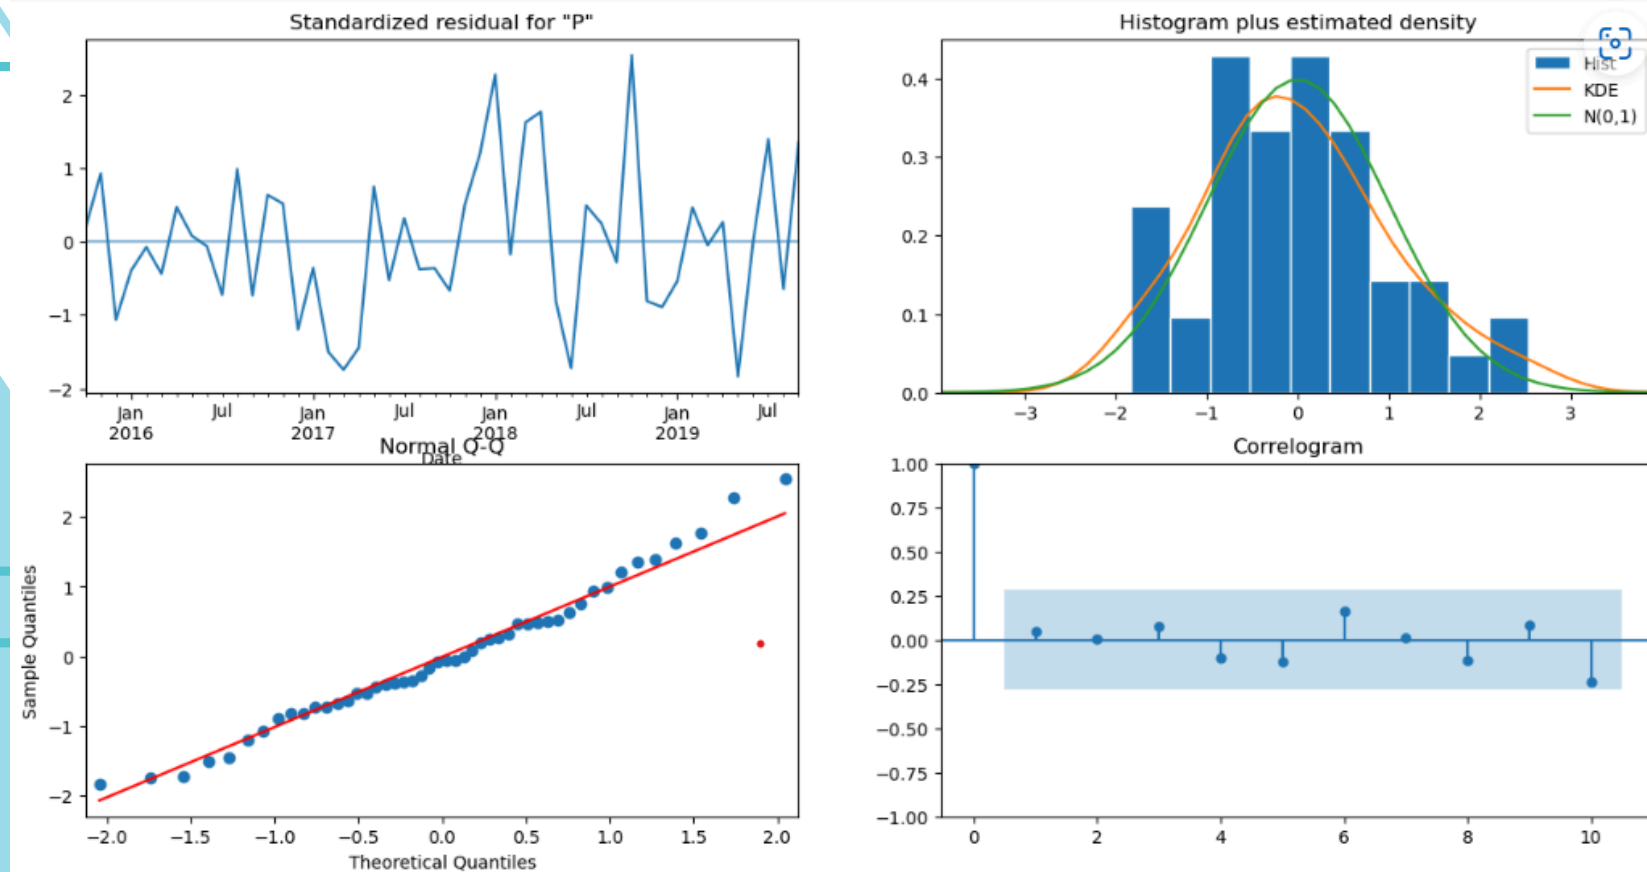 Standardized residual for "P"
2
1
0
−1
−2
Jan
2016
Jul
Jan
2017
Jul
Jan
2018
Jul
Jan
2019
Jul
Date
Histogram plus estimated density
0.4
0.3
0.2
0.1
0.0
−3
−2
−1
0
1
2
3
Hist
KDE
N(0,1)
Normal Q-Q
Sample Quantiles
2
1
0
−1
−2
−2.0
−1.5
−1.0
−0.5
0.0
0.5
1.0
1.5
2.0
Theoretical Quantiles
Correlogram
1.00
0.75
0.50
0.25
0.00
−0.25
−0.50
−0.75
−1.00
0
2
4
6
8
10